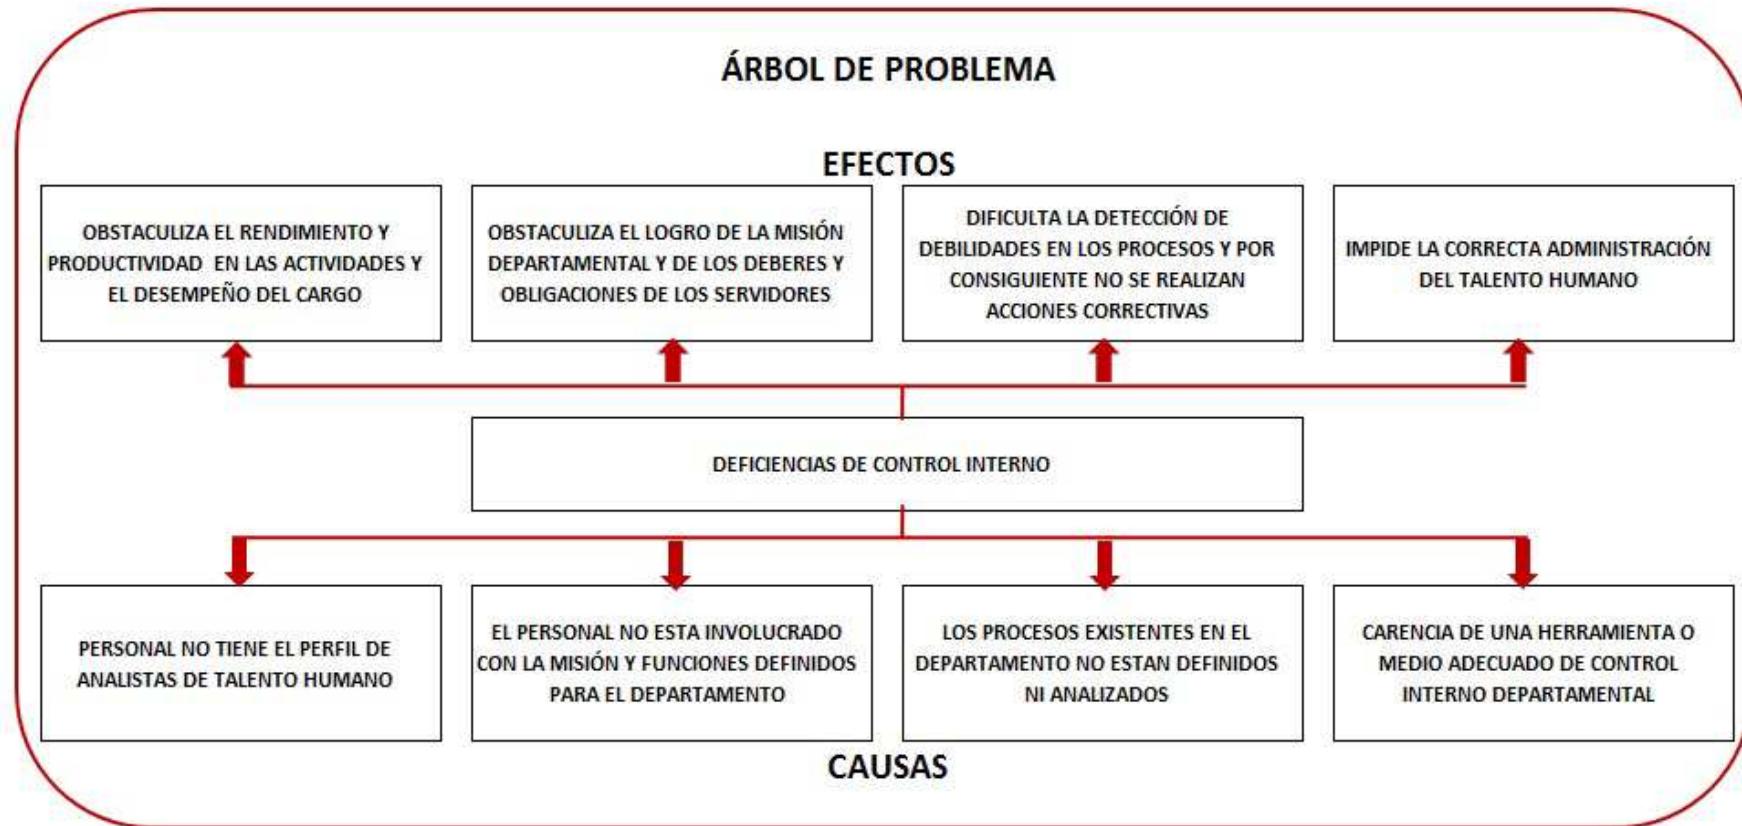 ÁRBOL DE PROBLEMA
EFECTOS
OBSTACULIZA EL RENDIMIENTO Y
PRODUCTIVIDAD EN LAS ACTIVIDADES Y
EL DESEMPEÑO DEL CARGO
OBSTACULIZA EL LOGRO DE LA MISIÓN
DEPARTAMENTAL Y DE LOS DEBERES Y
OBLIGACIONES DE LOS SERVIDORES
DIFICULTA LA DETECCIÓN DE
DEBILIDADES EN LOS PROCESOS Y POR
CONSIGUIENTE NO SE REALIZAN
ACCIONES CORRECTIVAS
IMPIDE LA CORRECTA ADMINISTRACIÓN
DEL TALENTO HUMANO
DEFICIENCIAS DE CONTROL INTERNO
PERSONAL NO TIENE EL PERFIL DE
ANALISTAS DE TALENTO HUMANO
EL PERSONAL NO ESTA INVOLUCRADO
CON LA MISIÓN Y FUNCIONES DEFINIDOS
PARA EL DEPARTAMENTO
LOS PROCESOS EXISTENTES EN EL
DEPARTAMENTO NO ESTAN DEFINIDOS
NI ANALIZADOS
CARENCIA DE UNA HERRAMIENTA O
MEDIO ADECUADO DE CONTROL
INTERNO DEPARTAMENTAL
CAUSAS